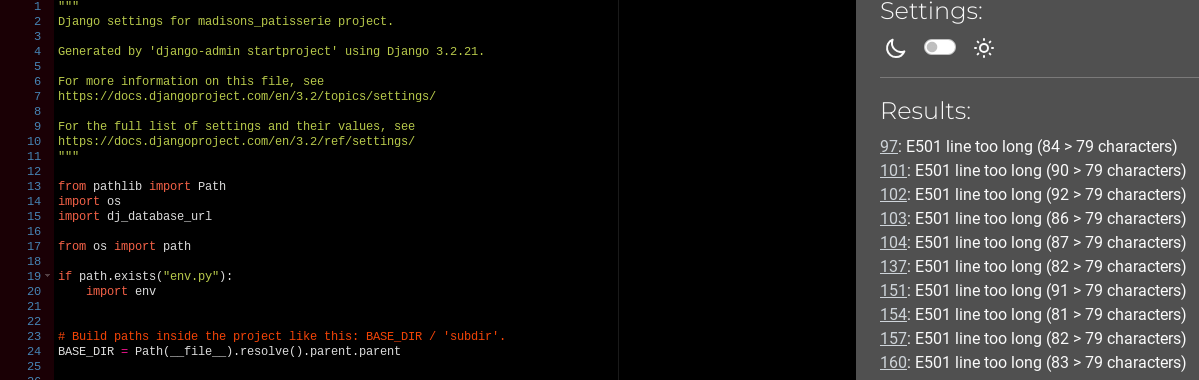 1 """
2 Django settings for madisons_patisserie project.
3
4 Generated by 'django-admin startproject' using Django 3.2.21.
5
6 For more information on this file, see
7 https://docs.djangoproject.com/en/3.2/topics/settings/
8
9 For the full list of settings and their values, see
10 https://docs.djangoproject.com/en/3.2/ref/settings/
11 """
12
13 from pathlib import Path
14 import os
15 import dj_database_url
16
17 from os import path
18
19 if path.exists("env.py"):
20     import env
21
22
23 # Build paths inside the project like this: BASE_DIR / 'subdir'.
24 BASE_DIR = Path(__file__).resolve().parent.parent
25
26
Settings:
Results:
97: E501 line too long (84 > 79 characters)
101: E501 line too long (90 > 79 characters)
102: E501 line too long (92 > 79 characters)
103: E501 line too long (86 > 79 characters)
104: E501 line too long (87 > 79 characters)
137: E501 line too long (82 > 79 characters)
151: E501 line too long (91 > 79 characters)
154: E501 line too long (81 > 79 characters)
157: E501 line too long (82 > 79 characters)
160: E501 line too long (83 > 79 characters)